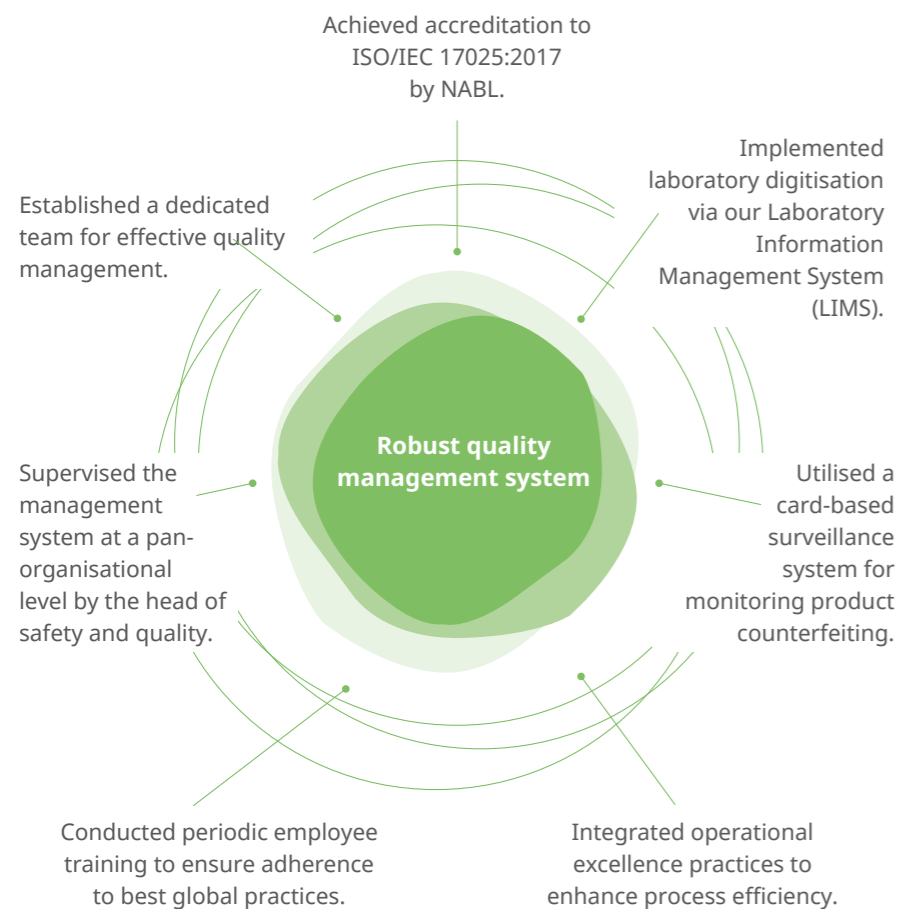 Achieved accreditation to
ISO/IEC 17025:2017
by NABL.
Implemented
laboratory digitisation
via our Laboratory
Information
Management System
(LIMS).
Established a dedicated
team for effective quality
management.
Robust quality
management system
Supervised the
management
system at a pan-
organisational
level by the head of
safety and quality.
Utilised a
card-based
surveillance
system for
monitoring product
counterfeiting.
Conducted periodic employee
training to ensure adherence
to best global practices.
Integrated operational
excellence practices to
enhance process efficiency.